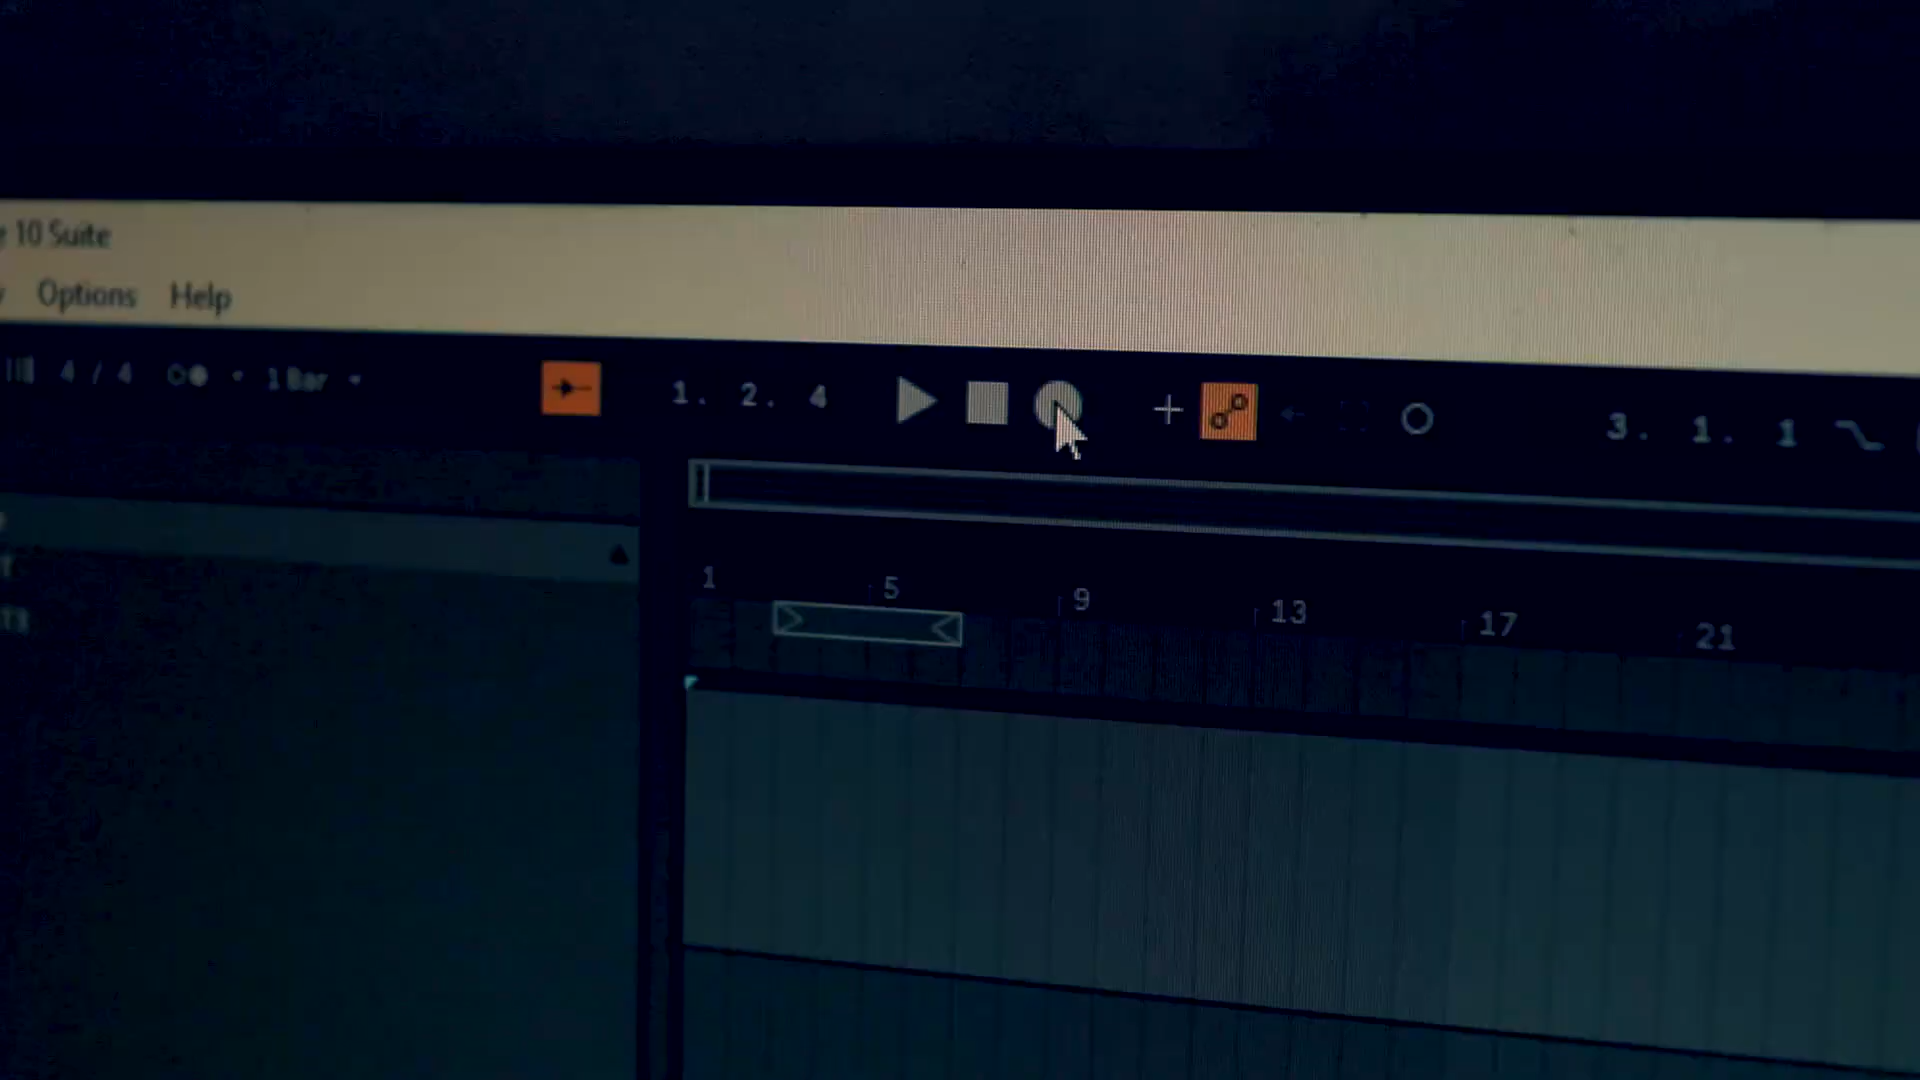 10 Suite
Options Help
4 / 4 1 Bar 1. 2. 4 3. 1. 1
1 5 9 13 17 21